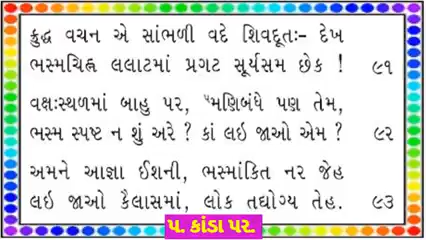 ક્રુદ્ધ વચન એ સાંભળી વદે શિવદૂતઃ- દેખ
ભસ્મચિહ્ન લલાટમાં પ્રગટ સૂર્યસમ છેક ! ૯૧
વક્ષઃસ્થળમાં બાહુ પર, ૫મણિબંધે પણ તેમ,
ભસ્મ સ્પષ્ટ ન શું અરે ? કાં લઇ જાઓ એમ ? ૯૨
અમને આજ્ઞા ઈશની, ભસ્માંકિત નર જેહ
લઇ જાઓ કૈલાસમાં, લોક તદ્યોગ્ય તેહ. ૯૩
૫. કાંડા પર.